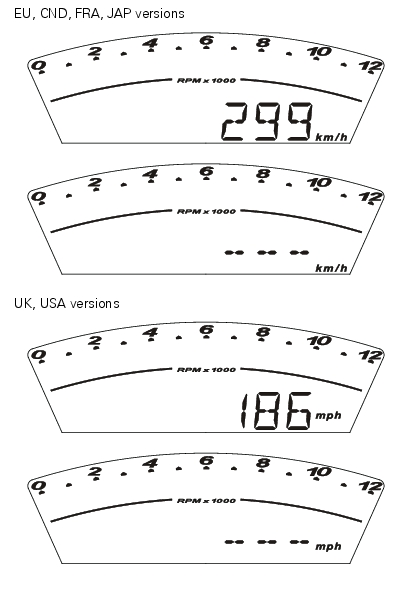 EU, CND, FRA, JAP versions
0 2 4 6 8 10 12
RPM x 1000
299 km/h
0 2 4 6 8 10 12
RPM x 1000
--- km/h
UK, USA versions
0 2 4 6 8 10 12
RPM x 1000
186 mph
0 2 4 6 8 10 12
RPM x 1000
--- mph